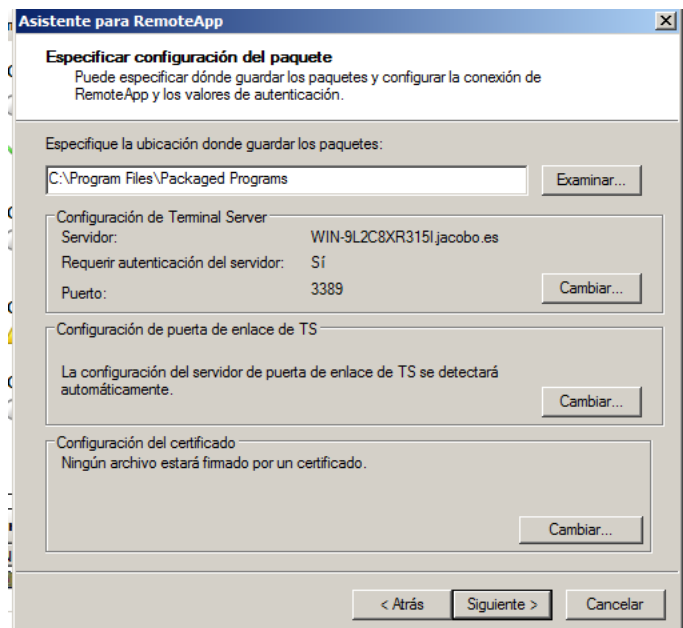 Asistente para RemoteApp
Especificar configuración del paquete
Puede especificar dónde guardar los paquetes y configurar la conexión de
RemoteApp y los valores de autenticación.
Especifique la ubicación donde guardar los paquetes:
C:\Program Files\Packaged Programs
Examinar...
Configuración de Terminal Server
Servidor: WIN-9L2C8XR315I.jacobo.es
Requerir autenticación del servidor: Sí
Puerto: 3389
Cambiar...
Configuración de puerta de enlace de TS
La configuración del servidor de puerta de enlace de TS se detectará
automáticamente.
Cambiar...
Configuración del certificado
Ningún archivo estará firmado por un certificado.
Cambiar...
< Atrás Siguiente > Cancelar